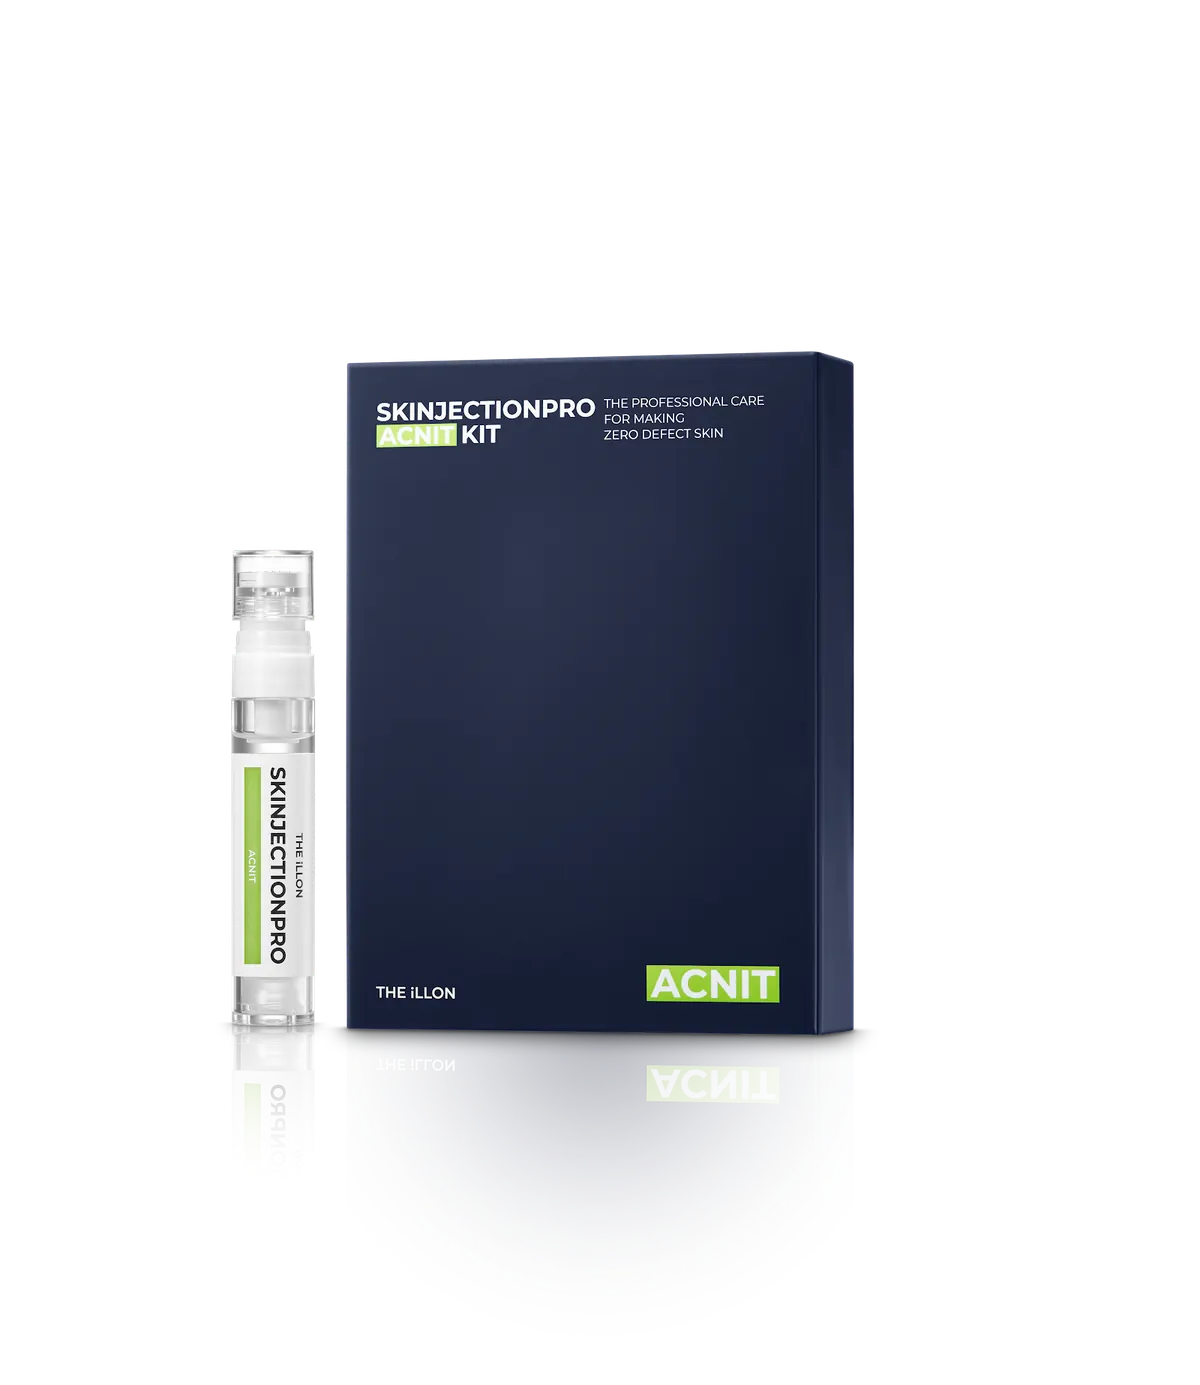 SKINJECTIONPRO
ACNIT KIT
THE PROFESSIONAL CARE
FOR MAKING
ZERO DEFECT SKIN
THE iLLON
SKINJECTIONPRO
ACNIT
THE iLLON
ACNIT